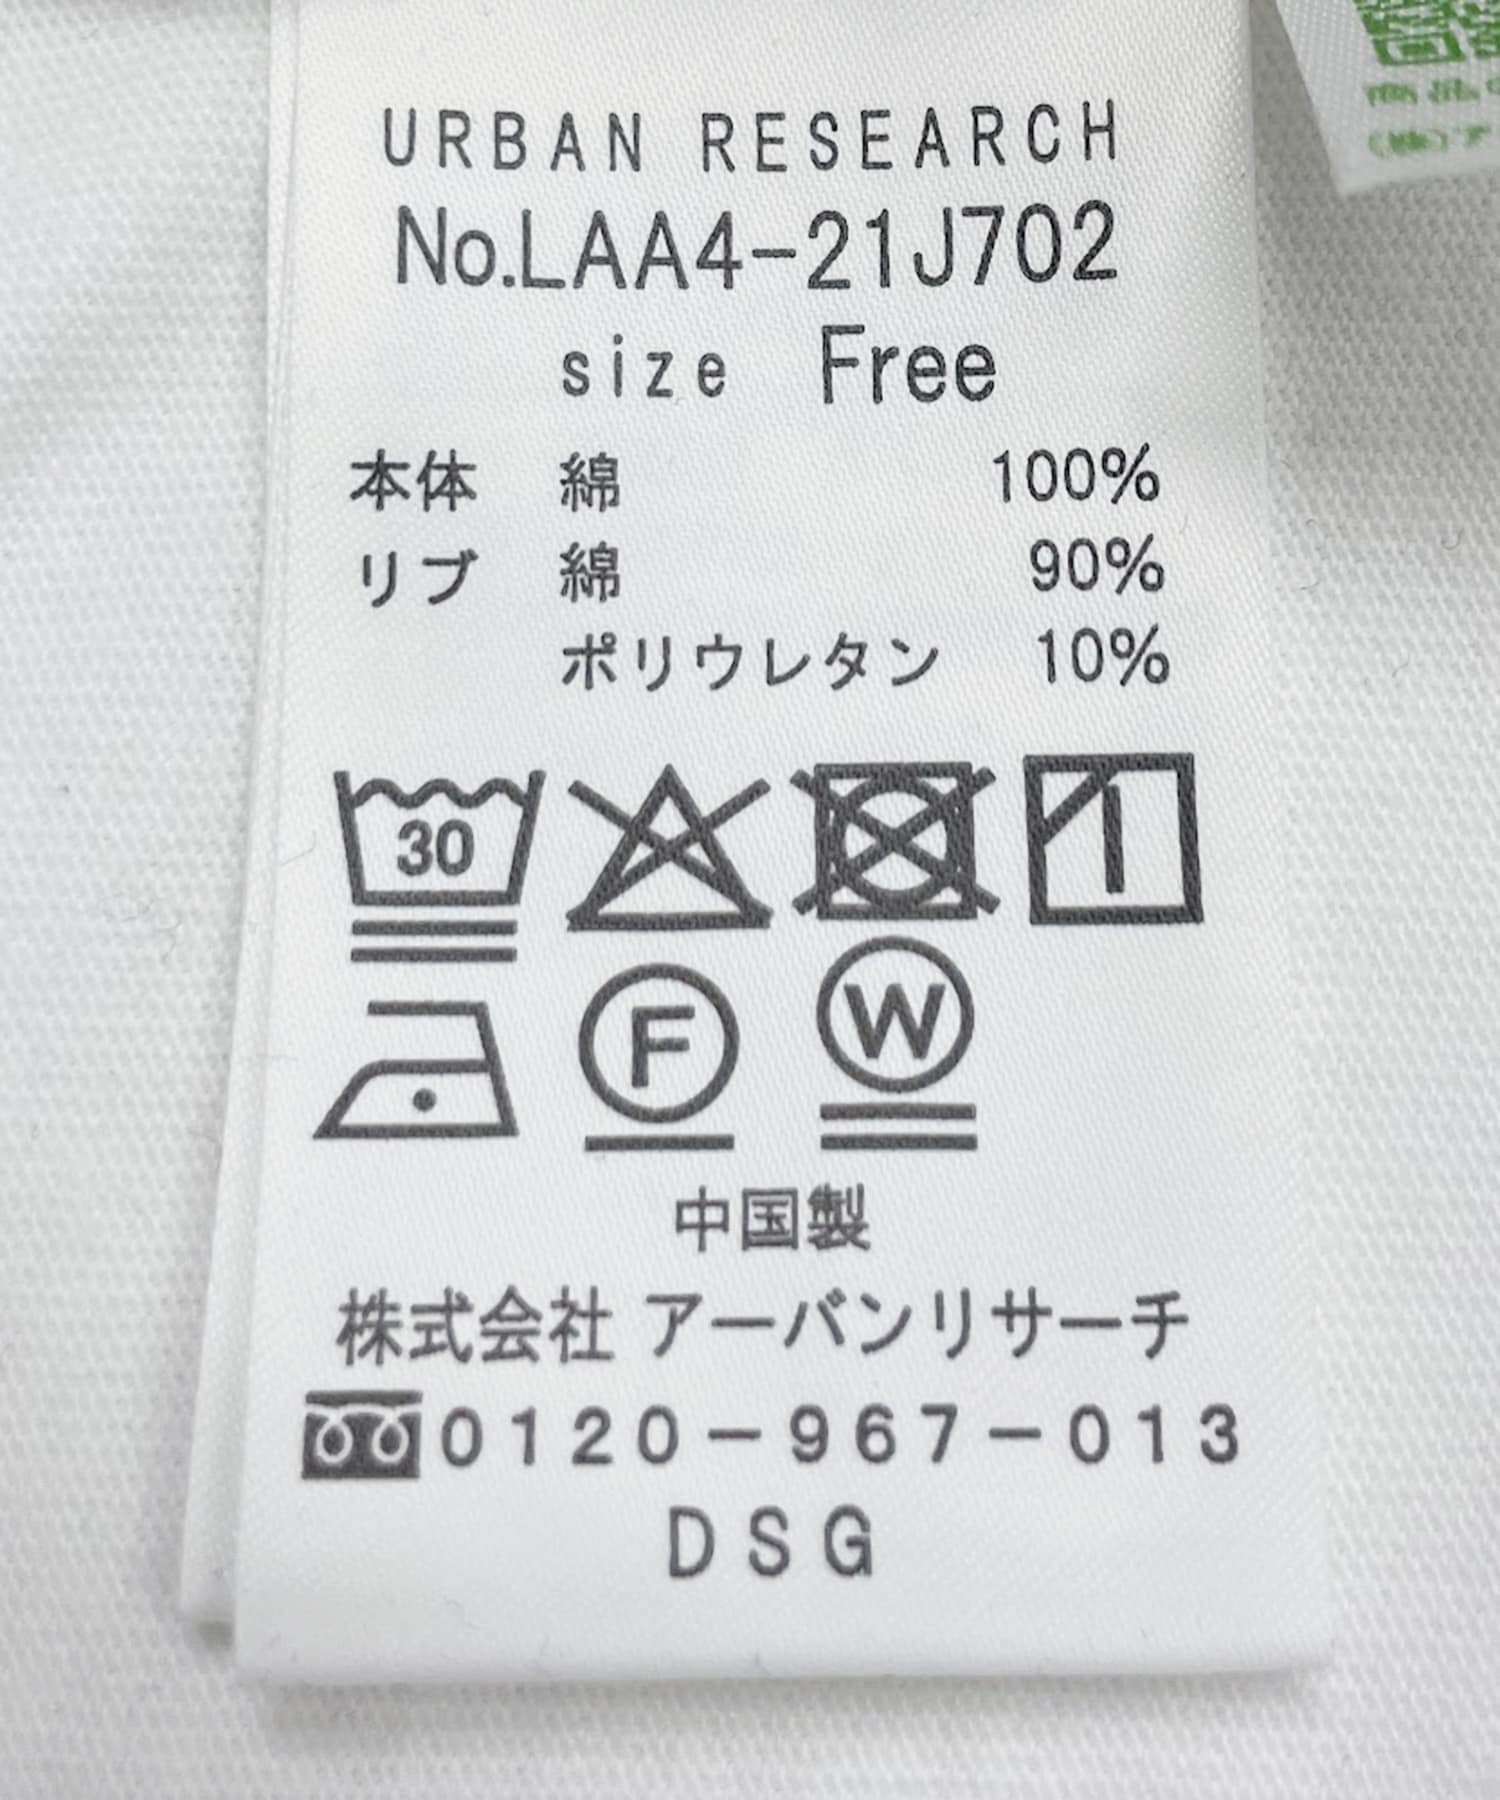 URBAN RESEARCH
No.LAA4-21J702
size Free
本体 綿 100%
リブ 綿 90%
ポリウレタン 10%
30
F
W
中国製
株式会社 アーバンリサーチ
0120-967-013
DSG